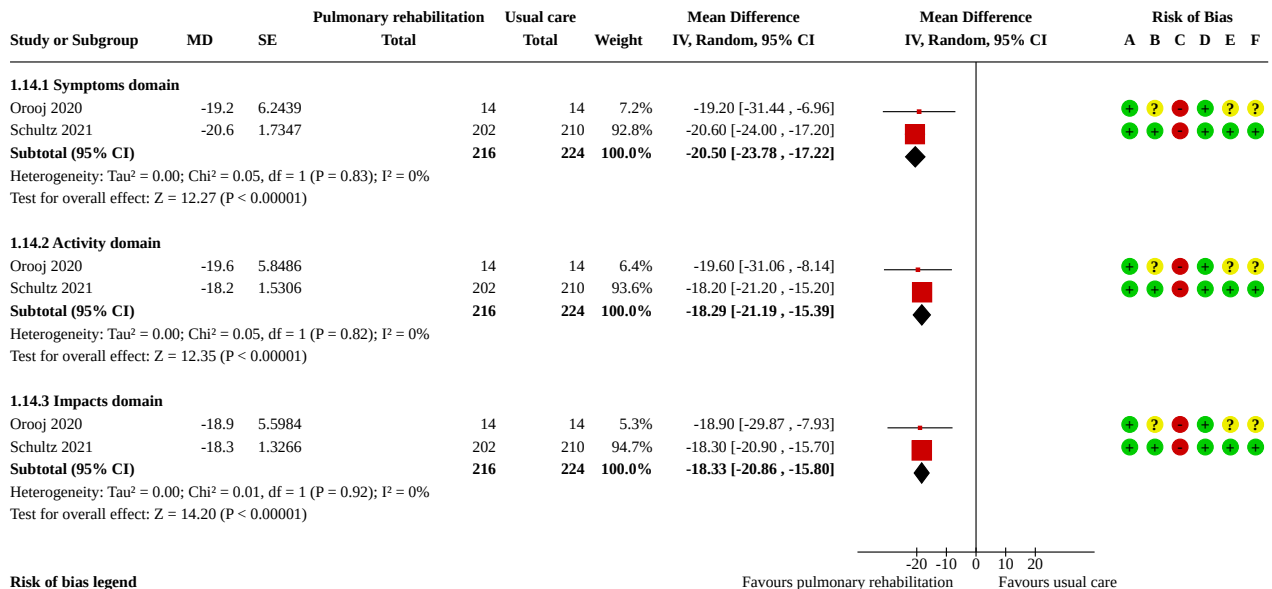 Pulmonary rehabilitation Usual care Mean Difference Mean Difference Risk of Bias
Study or Subgroup MD SE Total Total Weight IV, Random, 95% CI IV, Random, 95% CI A B C D E F
1.14.1 Symptoms domain
Orooj 2020 -19.2 6.2439 14 14 7.2% -19.20 [-31.44 , -6.96] + ? - + ? ?
Schultz 2021 -20.6 1.7347 202 210 92.8% -20.60 [-24.00 , -17.20] + + - + + +
Subtotal (95% CI) 216 224 100.0% -20.50 [-23.78 , -17.22]
Heterogeneity: Tau² = 0.00; Chi² = 0.05, df = 1 (P = 0.83); I² = 0%
Test for overall effect: Z = 12.27 (P < 0.00001)
1.14.2 Activity domain
Orooj 2020 -19.6 5.8486 14 14 6.4% -19.60 [-31.06 , -8.14] + ? - + ? ?
Schultz 2021 -18.2 1.5306 202 210 93.6% -18.20 [-21.20 , -15.20] + + - + + +
Subtotal (95% CI) 216 224 100.0% -18.29 [-21.19 , -15.39]
Heterogeneity: Tau² = 0.00; Chi² = 0.05, df = 1 (P = 0.82); I² = 0%
Test for overall effect: Z = 12.35 (P < 0.00001)
1.14.3 Impacts domain
Orooj 2020 -18.9 5.5984 14 14 5.3% -18.90 [-29.87 , -7.93] + ? - + ? ?
Schultz 2021 -18.3 1.3266 202 210 94.7% -18.30 [-20.90 , -15.70] + + - + + +
Subtotal (95% CI) 216 224 100.0% -18.33 [-20.86 , -15.80]
Heterogeneity: Tau² = 0.00; Chi² = 0.01, df = 1 (P = 0.92); I² = 0%
Test for overall effect: Z = 14.20 (P < 0.00001)
-20 -10 0 10 20
Risk of bias legend Favours pulmonary rehabilitation Favours usual care